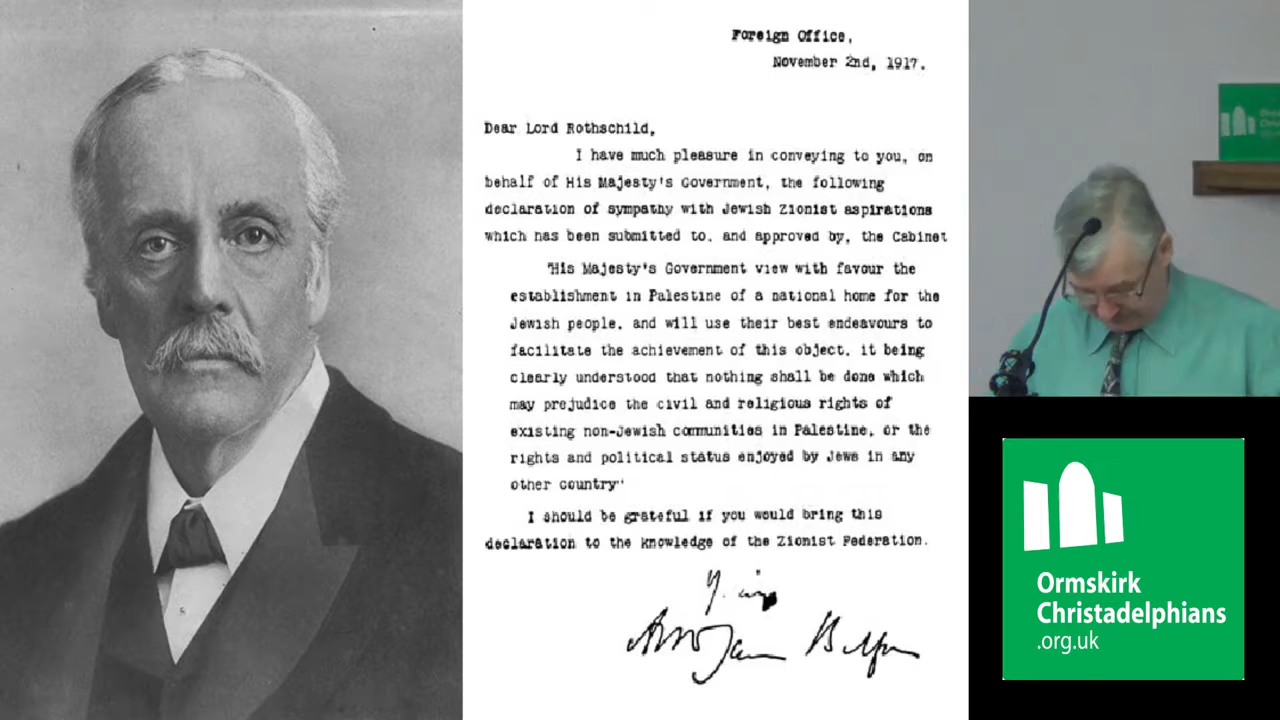 Foreign Office,
November 2nd, 1917.
Dear Lord Rothschild,
I have much pleasure in conveying to you, on
behalf of His Majesty's Government, the following
declaration of sympathy with Jewish Zionist aspirations
which has been submitted to, and approved by, the Cabinet
"His Majesty's Government view with favour the
establishment in Palestine of a national home for the
Jewish people, and will use their best endeavours to
facilitate the achievement of this object, it being
clearly understood that nothing shall be done which
may prejudice the civil and religious rights of
existing non-Jewish communities in Palestine, or the
rights and political status enjoyed by Jews in any
other country"
I should be grateful if you would bring this
declaration to the knowledge of the Zionist Federation.
Ormskirk
Christadelphians
.org.uk